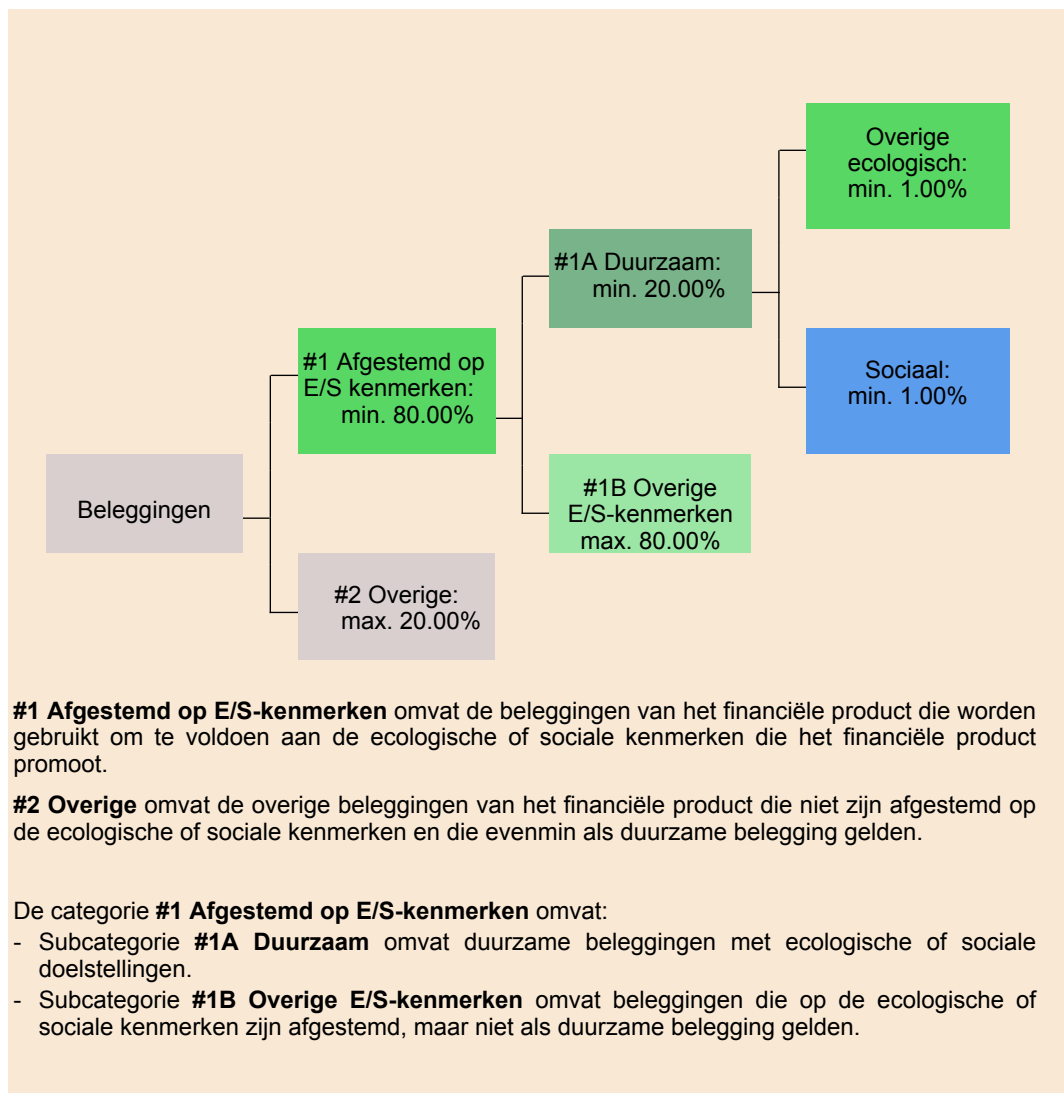 Overige
ecologisch:
min. 1.00%
#1A Duurzaam:
min. 20.00%
#1 Afgestemd op
E/S kenmerken:
min. 80.00%
Sociaal:
min. 1.00%
Beleggingen
#1B Overige
E/S-kenmerken
max. 80.00%
#2 Overige:
max. 20.00%
#1 Afgestemd op E/S-kenmerken omvat de beleggingen van het financiële product die worden
gebruikt om te voldoen aan de ecologische of sociale kenmerken die het financiële product
promoot.
#2 Overige omvat de overige beleggingen van het financiële product die niet zijn afgestemd op
de ecologische of sociale kenmerken en die evenmin als duurzame belegging gelden.
De categorie #1 Afgestemd op E/S-kenmerken omvat:
- Subcategorie #1A Duurzaam omvat duurzame beleggingen met ecologische of sociale
doelstellingen.
- Subcategorie #1B Overige E/S-kenmerken omvat beleggingen die op de ecologische of
sociale kenmerken zijn afgestemd, maar niet als duurzame belegging gelden.